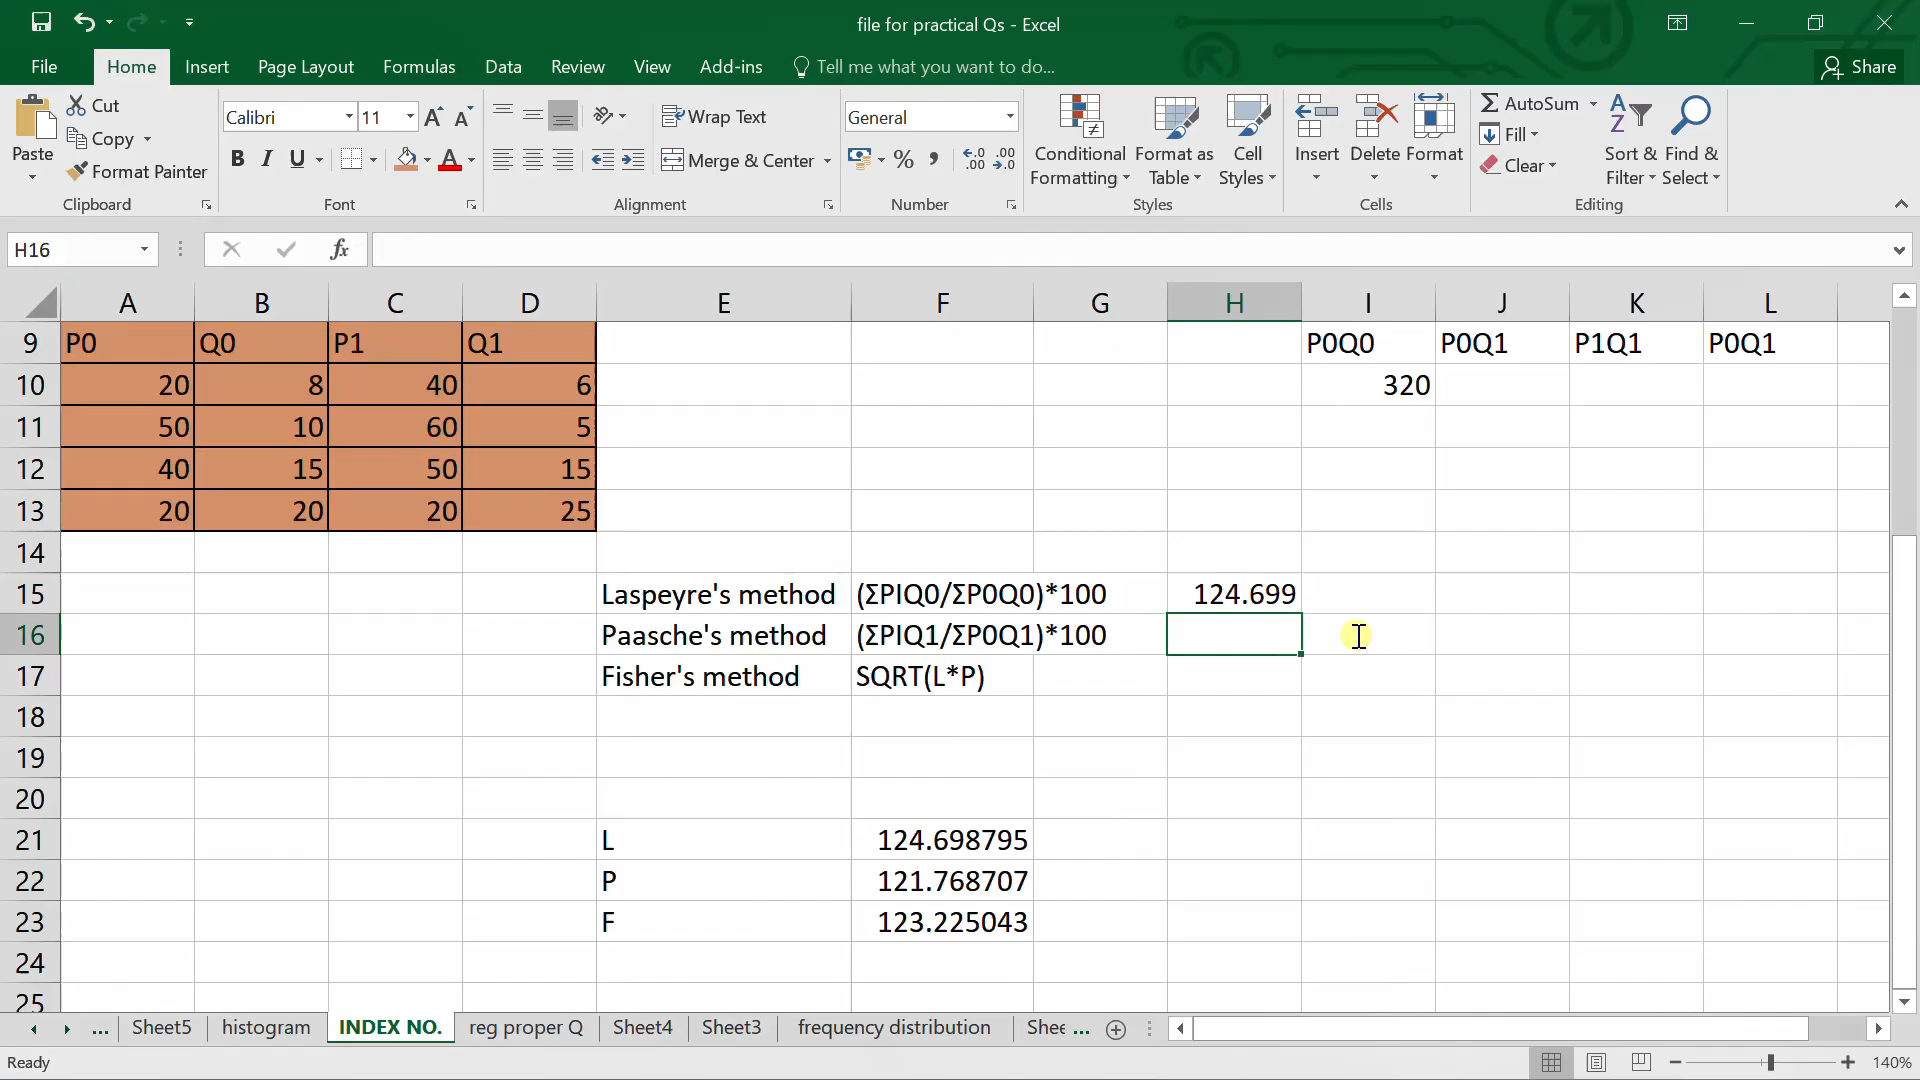 file for practical Qs - Excel
File Home Insert Page Layout Formulas Data Review View Add-ins Tell me what you want to do... Share
Paste
Cut
Copy
Format Painter
Clipboard
Calibri 11
B I U
Font
Wrap Text
Merge & Center
Alignment
General
% ,
Number
Conditional Formatting
Format as Table
Cell Styles
Styles
Insert Delete Format
Cells
AutoSum
Fill
Clear
Sort & Filter
Find & Select
Editing
H16 fx
A B C D E F G H I J K L
9 P0 Q0 P1 Q1 P0Q0 P0Q1 P1Q1 P0Q1
10 20 8 40 6 320
11 50 10 60 5
12 40 15 50 15
13 20 20 20 25
14
15 Laspeyre's method (ΣPIQ0/ΣP0Q0)*100 124.699
16 Paasche's method (ΣPIQ1/ΣP0Q1)*100
17 Fisher's method SQRT(L*P)
18
19
20
21 L 124.698795
22 P 121.768707
23 F 123.225043
24
25
... Sheet5 histogram INDEX NO. reg proper Q Sheet4 Sheet3 frequency distribution Shee ...
Ready 140%